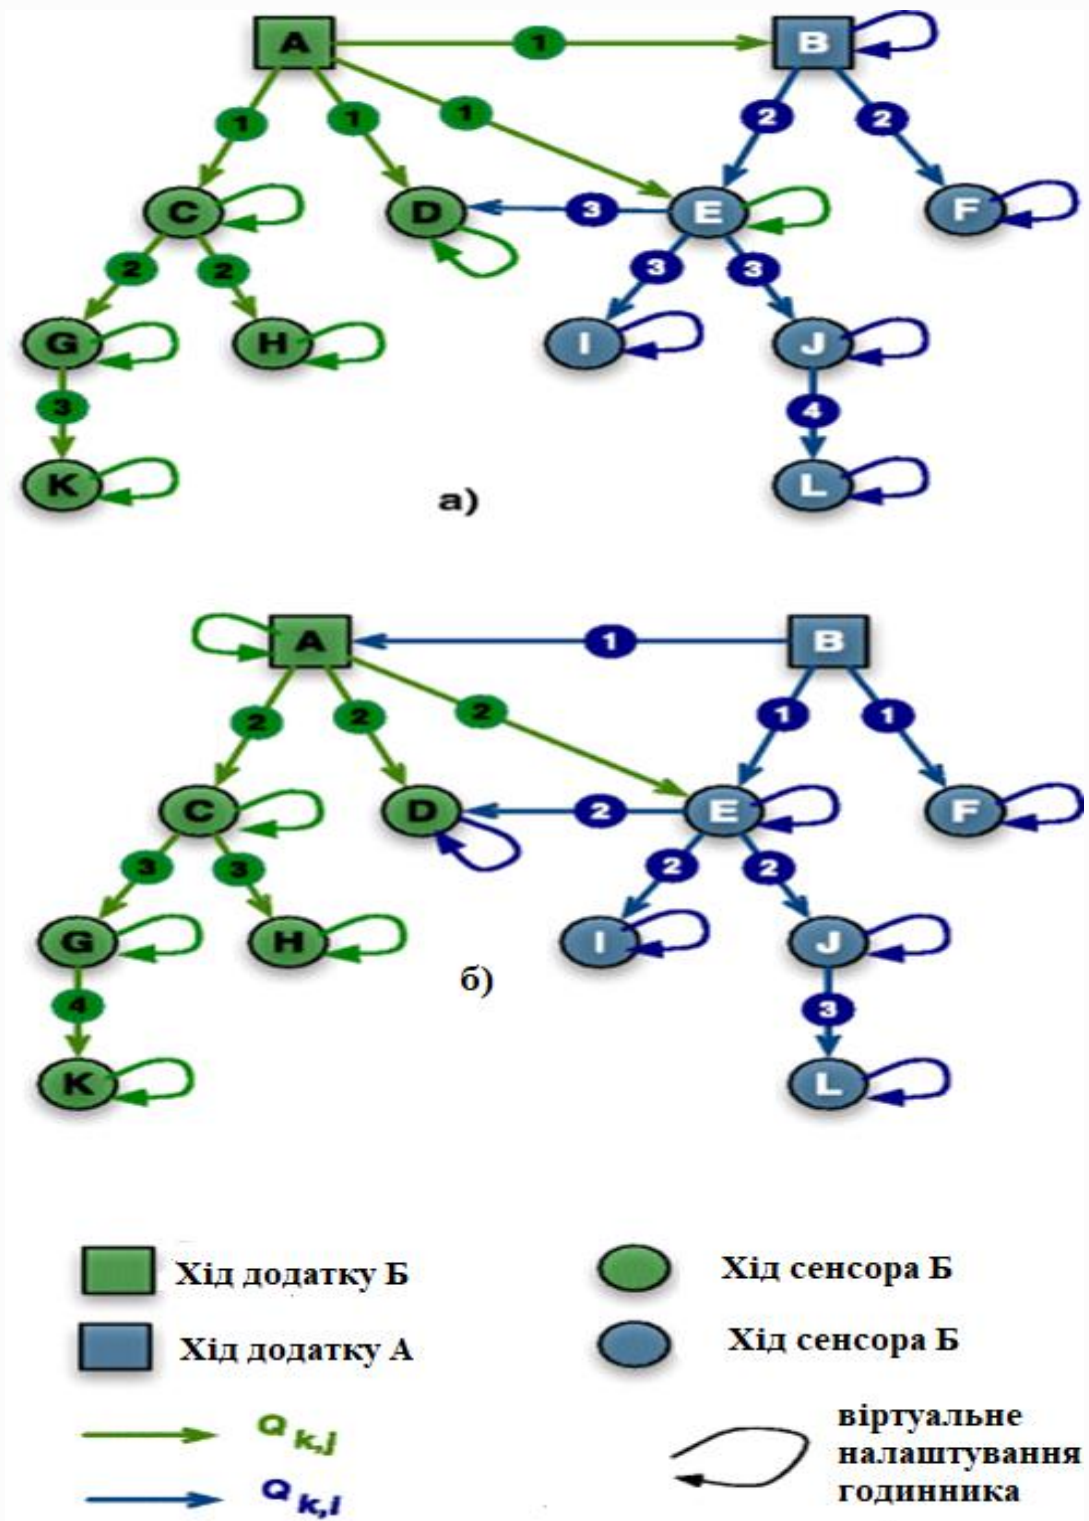 A 1 B
1 1 1 2 2
C D 3 E F
2 2 3 3
G H I J
3 4
K L
а)
A 1 B
2 2 2 1 1
C D 2 E F
3 3 2 2
G H I J
б)
4 3
K L
Хід додатку Б
Хід сенсора Б
Хід додатку А
Хід сенсора Б
Q k,j
Q k,i
віртуальне
налаштування
годинника